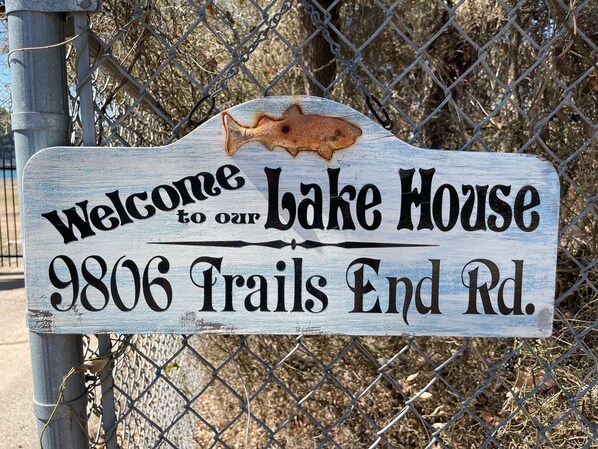 Welcome to our Lake House
9806 Trails End Rd.